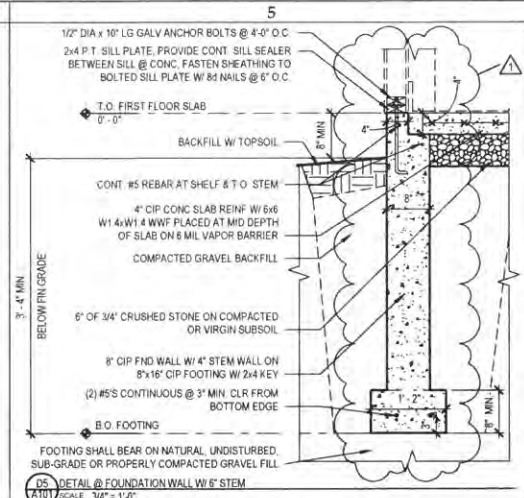 5
1/2" DIA x 10" LG GALV ANCHOR BOLTS @ 4'-0" O.C.
2x4 P.T. SILL PLATE, PROVIDE CONT. SILL SEALER
BETWEEN SILL @ CONC, FASTEN SHEATHING TO
BOLTED SILL PLATE W/ 8d NAILS @ 6" O.C.
1
4"
T.O. FIRST FLOOR SLAB
0' - 0"
8" MIN
4"
BACKFILL W/ TOPSOIL
CONT. #5 REBAR AT SHELF & T.O. STEM
8"
4" CIP CONC SLAB REINF W/ 6x6
W1.4xW1.4 WWF PLACED AT MID DEPTH
OF SLAB ON 6 MIL VAPOR BARRIER
COMPACTED GRAVEL BACKFILL
3' - 4" MIN
BELOW FIN GRADE
6" OF 3/4" CRUSHED STONE ON COMPACTED
OR VIRGIN SUBSOIL
8" CIP FND WALL W/ 4" STEM WALL ON
8"x16" CIP FOOTING W/ 2x4 KEY
(2) #5'S CONTINUOUS @ 3" MIN. CLR FROM
BOTTOM EDGE
1' - 2"
3"
8" MIN
B.O. FOOTING
FOOTING SHALL BEAR ON NATURAL, UNDISTURBED,
SUB-GRADE OR PROPERLY COMPACTED GRAVEL FILL
D5 DETAIL @ FOUNDATION WALL W/ 6" STEM
A101 SCALE 3/4" = 1'-0"